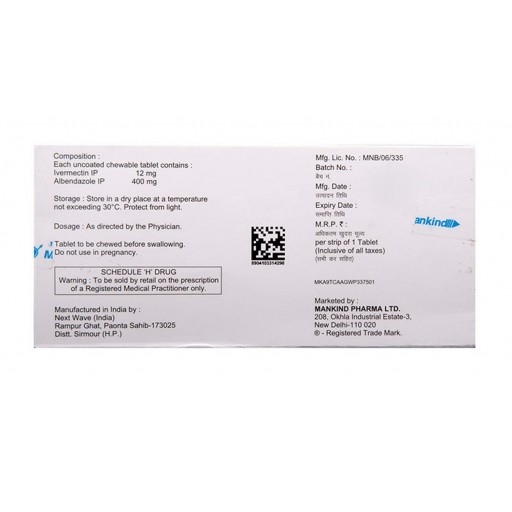 Composition :
Each uncoated chewable tablet contains :
Ivermectin IP 12 mg
Albendazole IP 400 mg
Storage : Store in a dry place at a temperature
not exceeding 30°C. Protect from light.
Dosage : As directed by the Physician.
Tablet to be chewed before swallowing.
Do not use in pregnancy.
SCHEDULE 'H' DRUG
Warning : To be sold by retail on the prescription
of a Registered Medical Practitioner only.
Manufactured in India by :
Next Wave (India)
Rampur Ghat, Paonta Sahib-173025
Distt. Sirmour (H.P.)
M
8904103314298
Mfg. Lic. No. : MNB/06/335
Batch No. :
बैच नं.
Mfg. Date :
उत्पादन तिथि
Expiry Date :
समाप्ति तिथि
M.R.P. ₹ :
अधिकतम खुदरा मूल्य
per strip of 1 Tablet
(Inclusive of all taxes)
(सभी कर सहित)
MKA9TCAAGWP337501
Marketed by :
MANKIND PHARMA LTD.
208, Okhla Industrial Estate-3,
New Delhi-110 020
® - Registered Trade Mark.
ankind